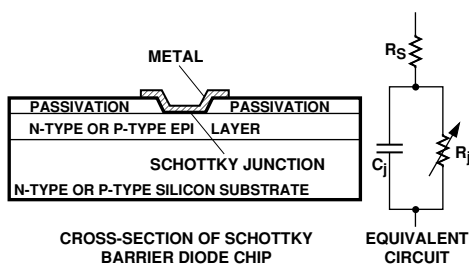 METAL
PASSIVATION
PASSIVATION
N-TYPE OR P-TYPE EPI LAYER
SCHOTTKY JUNCTION
N-TYPE OR P-TYPE SILICON SUBSTRATE
CROSS-SECTION OF SCHOTTKY
BARRIER DIODE CHIP
RS
Cj
Rj
EQUIVALENT
CIRCUIT